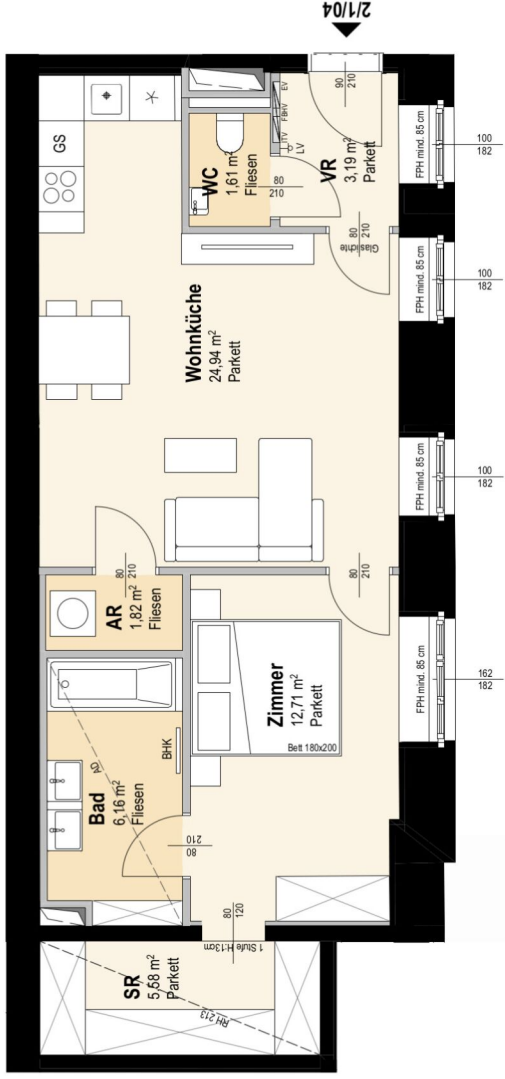 2/1/04
EV
FBHV
TV
LV
90
210
VR
3,19 m²
Parkett
FPH mind. 85 cm
100
182
GS
WC
1,61 m²
Fliesen
80
210
80
210
Glaslichte
FPH mind. 85 cm
100
182
Wohnküche
24,94 m²
Parkett
FPH mind. 85 cm
100
182
80
210
80
210
AR
1,82 m²
Fliesen
Zimmer
12,71 m²
Parkett
Bett 180x200
FPH mind. 85 cm
162
182
AD
BHK
Bad
6,16 m²
Fliesen
210
80
80
120
1 Stufe H:13cm
SR
5,58 m²
Parkett
RH 213